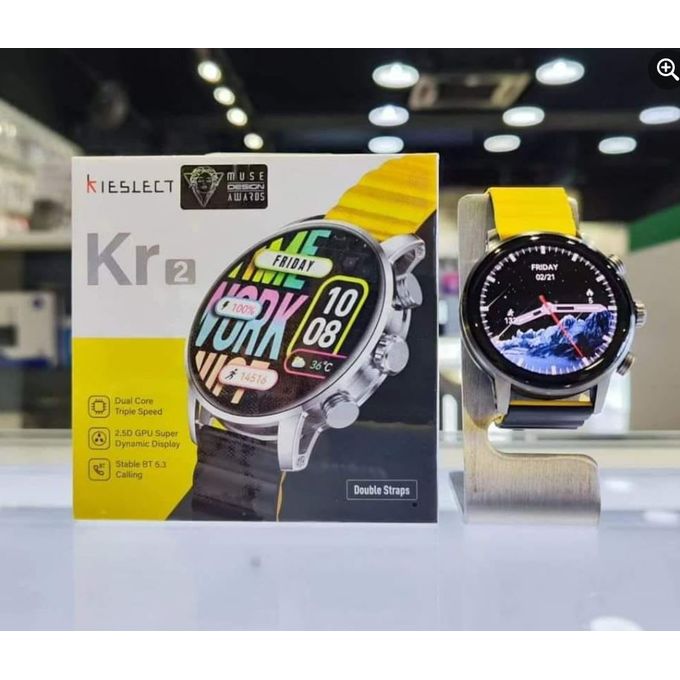 KIESLECT
MUSE
DESIGN
AWARDS
Kr 2
TIME
FRIDAY
100%
WORK
10
08
36°C
14516
Dual Core
Triple Speed
2.5D GPU Super
Dynamic Display
Stable BT 5.3
Calling
Double Straps
FRIDAY
02/21
5